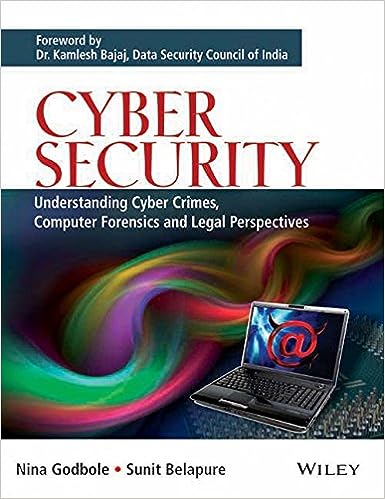 Foreword by
Dr. Kamlesh Bajaj, Data Security Council of India
CYBER
SECURITY
Understanding Cyber Crimes,
Computer Forensics and Legal Perspectives
@
Nina Godbole • Sunit Belapure
WILEY